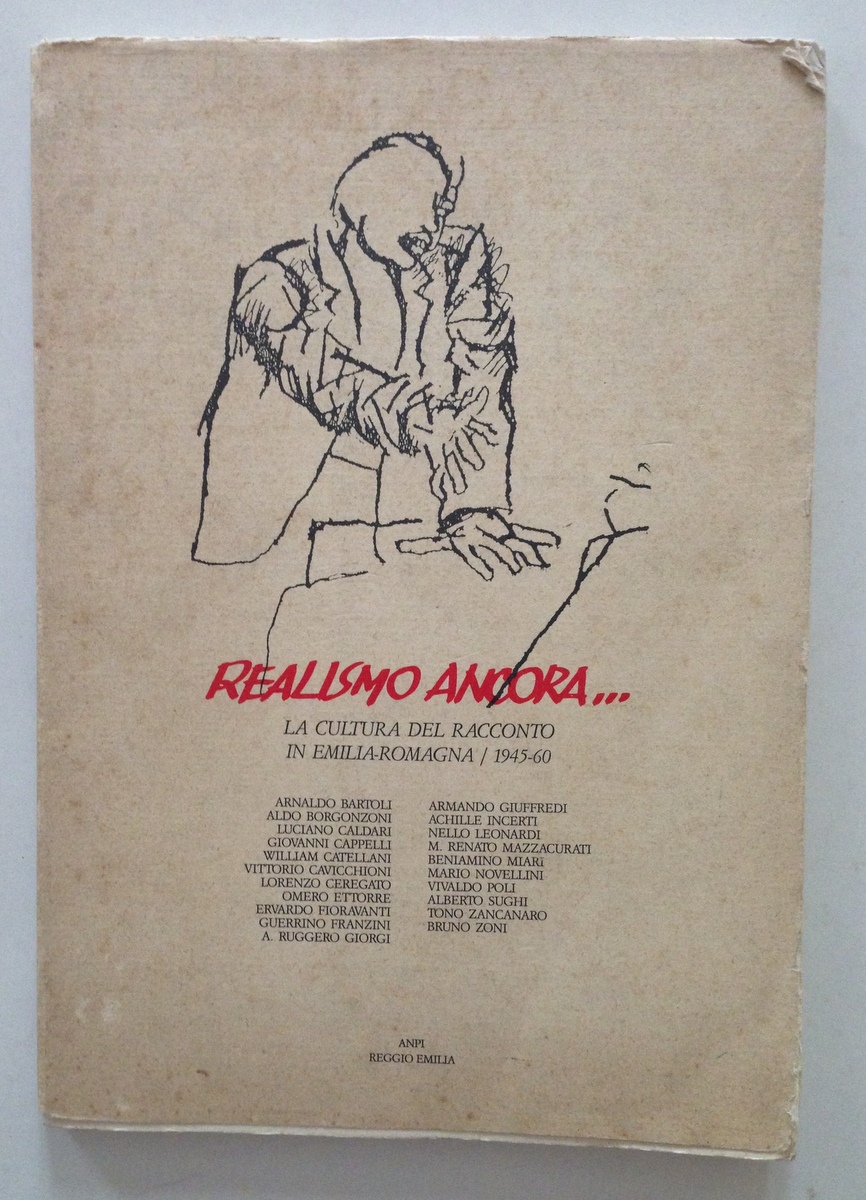 REALISMO ANCORA...
LA CULTURA DEL RACCONTO
IN EMILIA-ROMAGNA / 1945-60
ARNALDO BARTOLI
ALDO BORGONZONI
LUCIANO CALDARI
GIOVANNI CAPPELLI
WILLIAM CATELLANI
VITTORIO CAVICCHIONI
LORENZO CEREGATO
OMERO ETTORRE
ERVARDO FIORAVANTI
GUERRINO FRANZINI
A. RUGGERO GIORGI
ARMANDO GIUFFREDI
ACHILLE INCERTI
NELLO LEONARDI
M. RENATO MAZZACURATI
BENIAMINO MIARi
MARIO NOVELLINI
VIVALDO POLI
ALBERTO SUGHI
TONO ZANCANARO
BRUNO ZONI
ANPI
REGGIO EMILIA